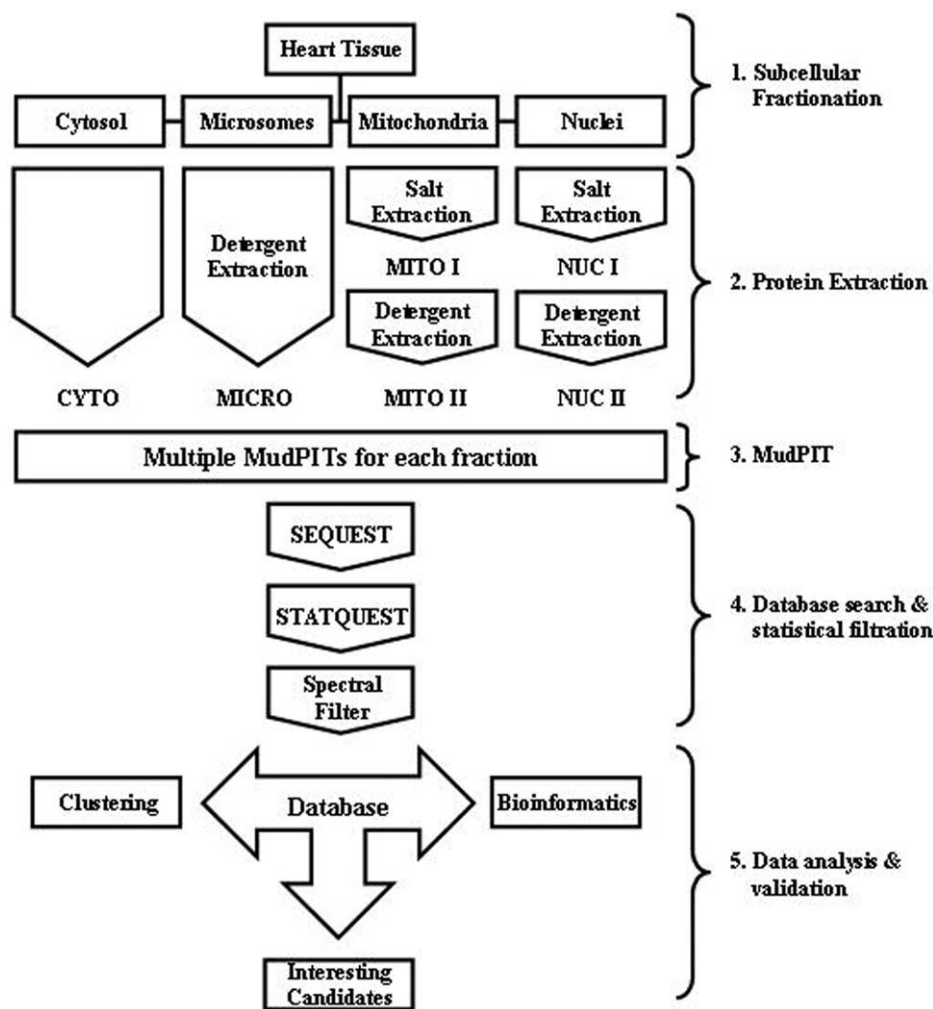 Heart Tissue
Cytosol
Microsomes
Mitochondria
Nuclei
1. Subcellular
Fractionation
Detergent
Extraction
Salt
Extraction
Salt
Extraction
MITO I
NUC I
Detergent
Extraction
Detergent
Extraction
CYTO
MICRO
MITO II
NUC II
2. Protein Extraction
Multiple MudPITs for each fraction
3. MudPIT
SEQUEST
STATQUEST
Spectral
Filter
4. Database search &
statistical filtration
Clustering
Database
Bioinformatics
Interesting
Candidates
5. Data analysis &
validation